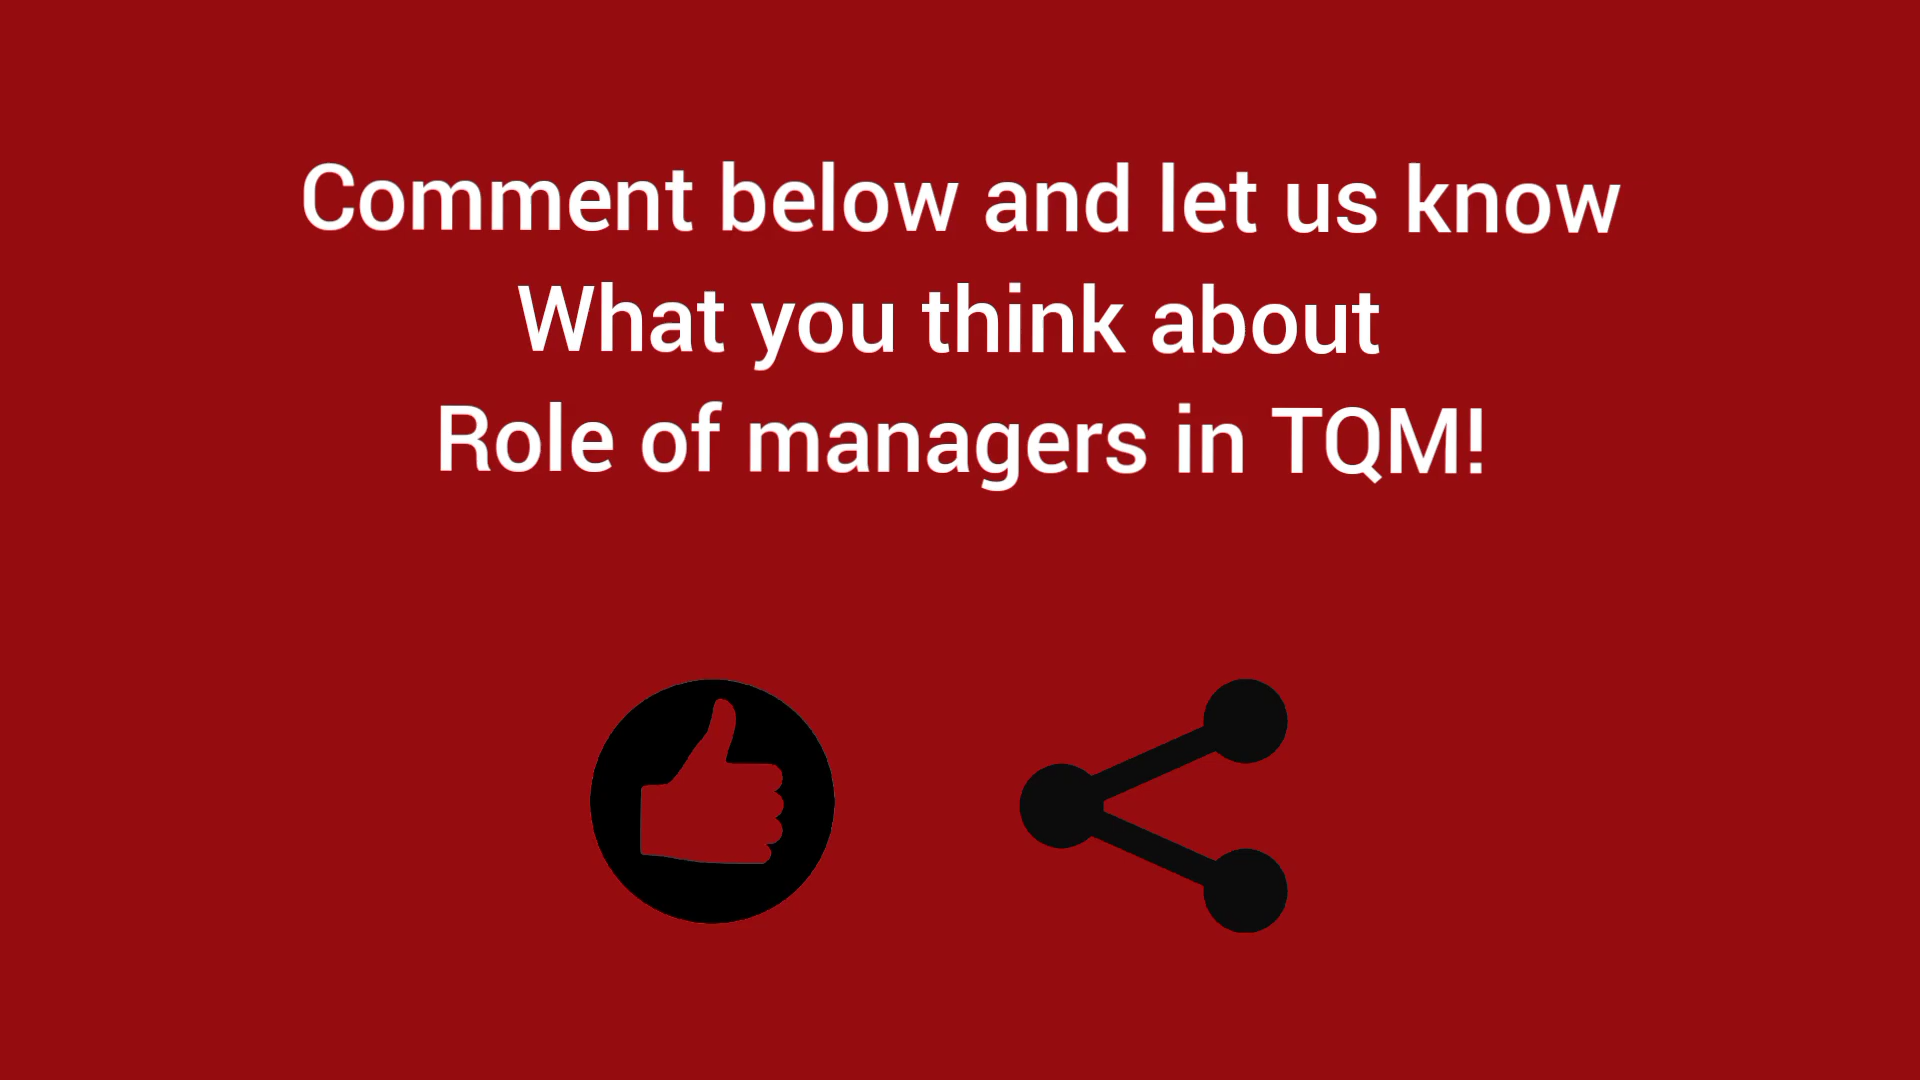 Comment below and let us know
What you think about
Role of managers in TQM!